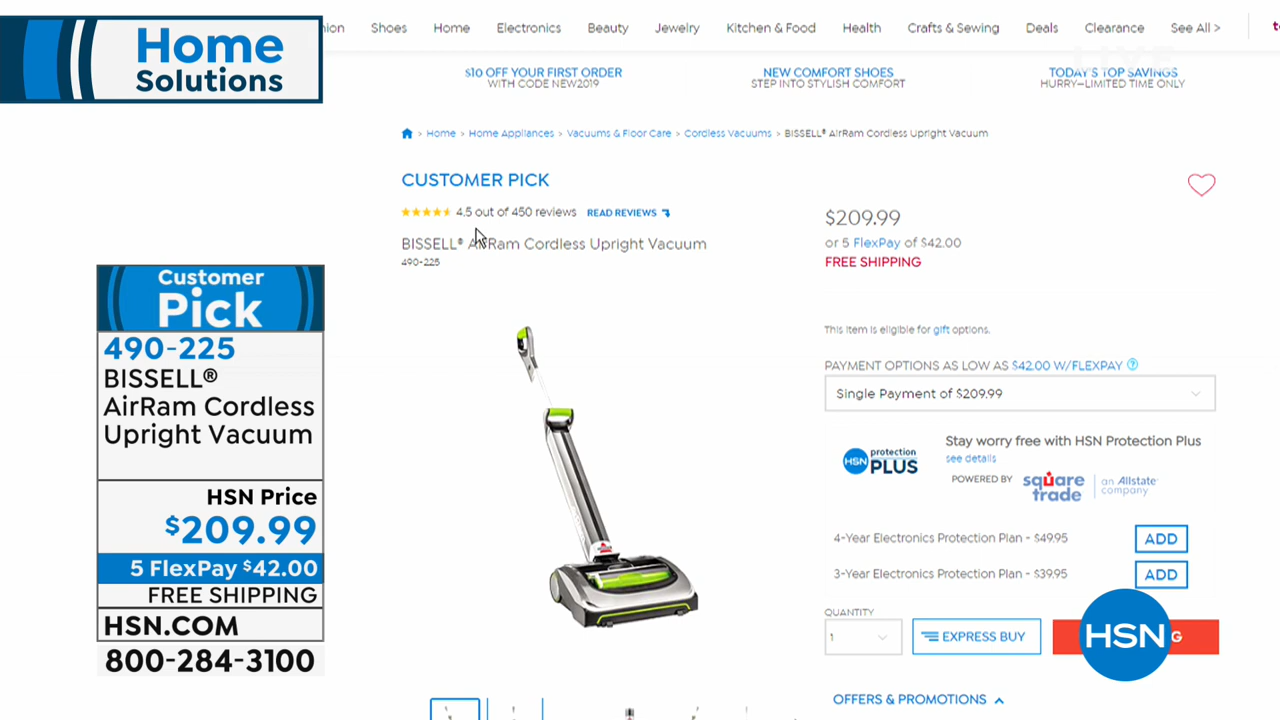 Home
Solutions
Shoes
Home
Electronics
Beauty
Jewelry
Kitchen & Food
Health
Crafts & Sewing
Deals
Clearance
See All >
LIVE
$10 OFF YOUR FIRST ORDER
WITH CODE NEW2019
NEW COMFORT SHOES
STEP INTO STYLISH COMFORT
TODAY'S TOP SAVINGS
HURRY—LIMITED TIME ONLY
> Home > Home Appliances > Vacuums & Floor Care > Cordless Vacuums > BISSELL® AirRam Cordless Upright Vacuum
CUSTOMER PICK
4.5 out of 450 reviews READ REVIEWS
BISSELL® AirRam Cordless Upright Vacuum
490-225
$209.99
or 5 FlexPay of $42.00
FREE SHIPPING
This item is eligible for gift options.
PAYMENT OPTIONS AS LOW AS $42.00 W/FLEXPAY ?
Single Payment of $209.99
HSN protection PLUS
Stay worry free with HSN Protection Plus
see details
POWERED BY
square trade
an Allstate company
4-Year Electronics Protection Plan - $49.95
ADD
3-Year Electronics Protection Plan - $39.95
ADD
QUANTITY
1
EXPRESS BUY
HSN
G
OFFERS & PROMOTIONS
Customer
Pick
490-225
BISSELL®
AirRam Cordless
Upright Vacuum
HSN Price
$209.99
5 FlexPay $42.00
FREE SHIPPING
HSN.COM
800-284-3100